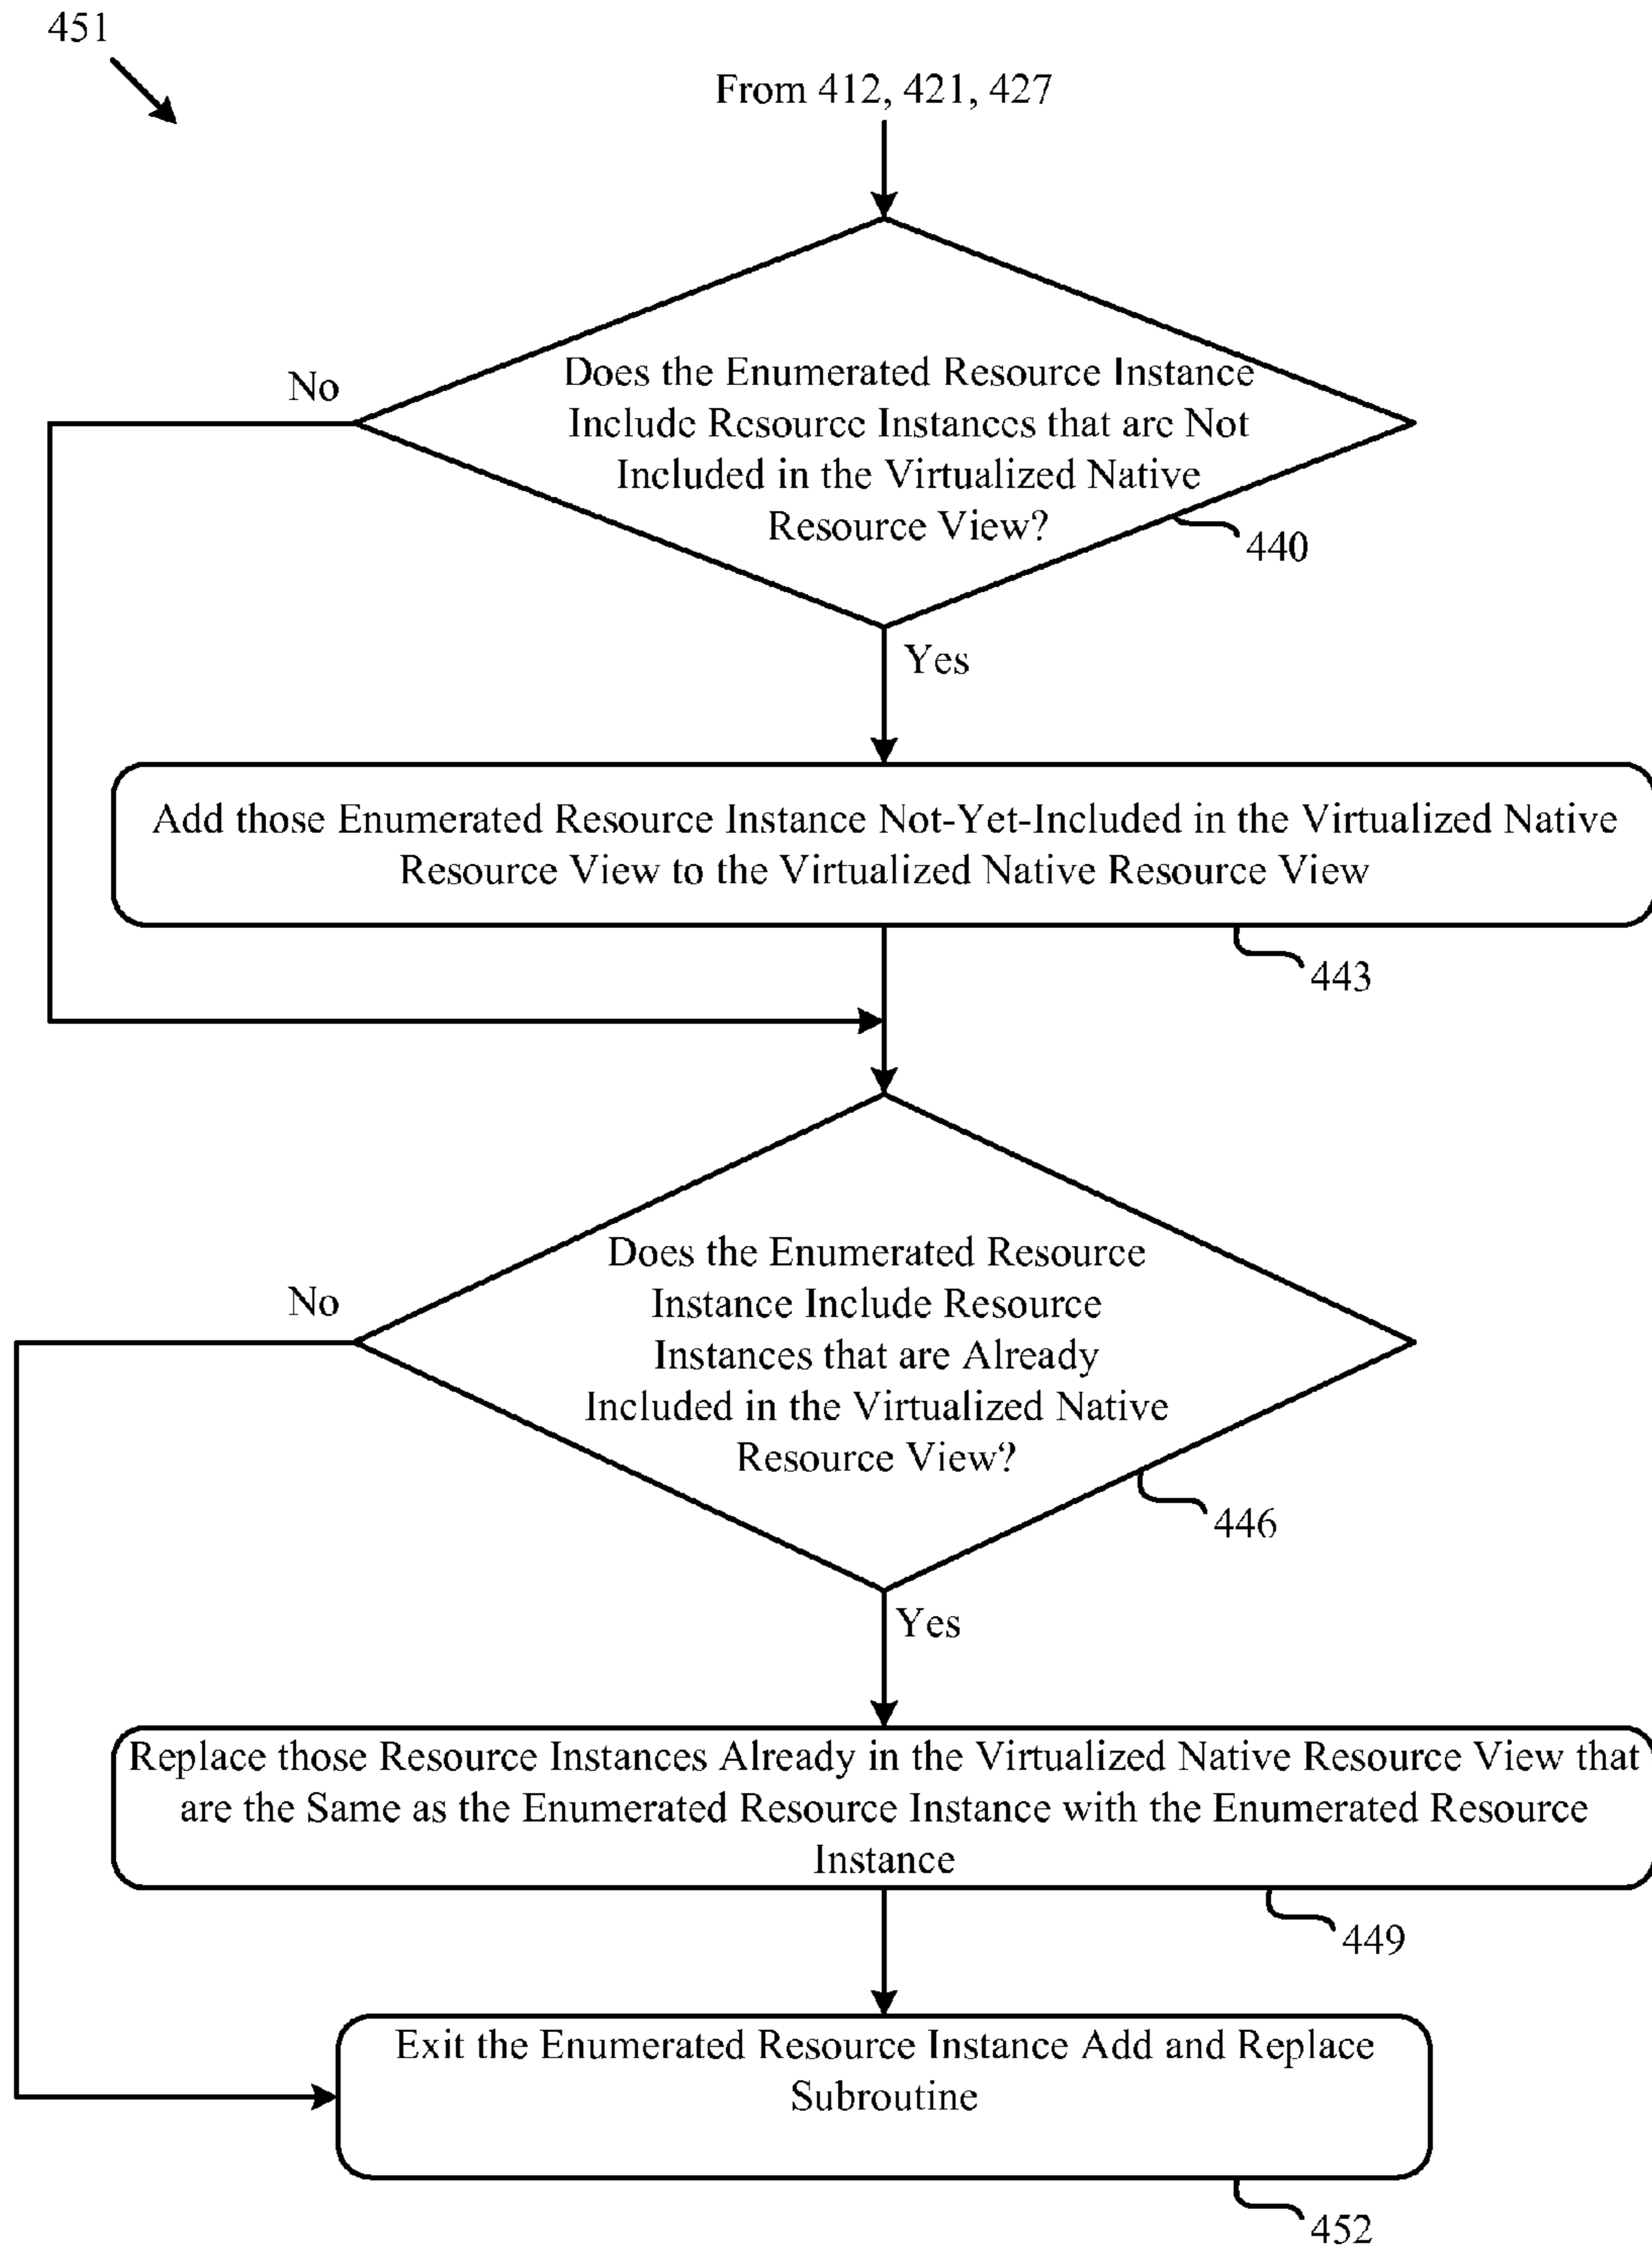 451
From 412, 421, 427
Does the Enumerated Resource Instance
Include Resource Instances that are Not
Included in the Virtualized Native
Resource View?
440
No
Yes
Add those Enumerated Resource Instance Not-Yet-Included in the Virtualized Native
Resource View to the Virtualized Native Resource View
443
Does the Enumerated Resource
Instance Include Resource
Instances that are Already
Included in the Virtualized Native
Resource View?
446
No
Yes
Replace those Resource Instances Already in the Virtualized Native Resource View that
are the Same as the Enumerated Resource Instance with the Enumerated Resource
Instance
449
Exit the Enumerated Resource Instance Add and Replace
Subroutine
452